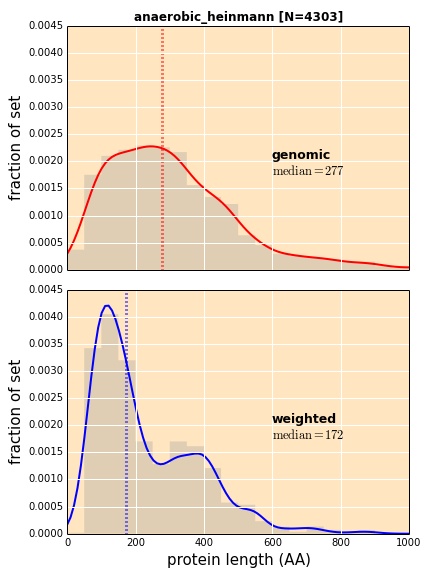 anaerobic_heinmann [N=4303]
0.0045
0.0040
0.0035
0.0030
0.0025
0.0020
0.0015
0.0010
0.0005
0.0000
fraction of set
genomic
median = 277
0.0045
0.0040
0.0035
0.0030
0.0025
0.0020
0.0015
0.0010
0.0005
0.0000
fraction of set
weighted
median = 172
0 200 400 600 800 1000
protein length (AA)